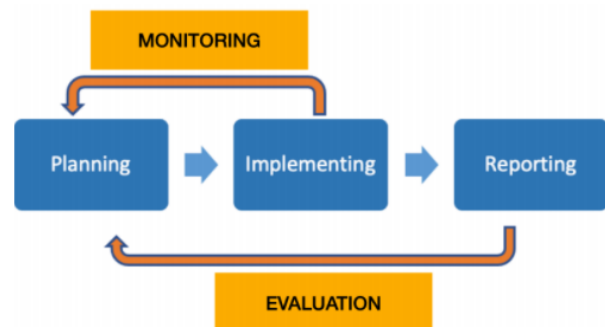 MONITORING
Planning
Implementing
Reporting
EVALUATION